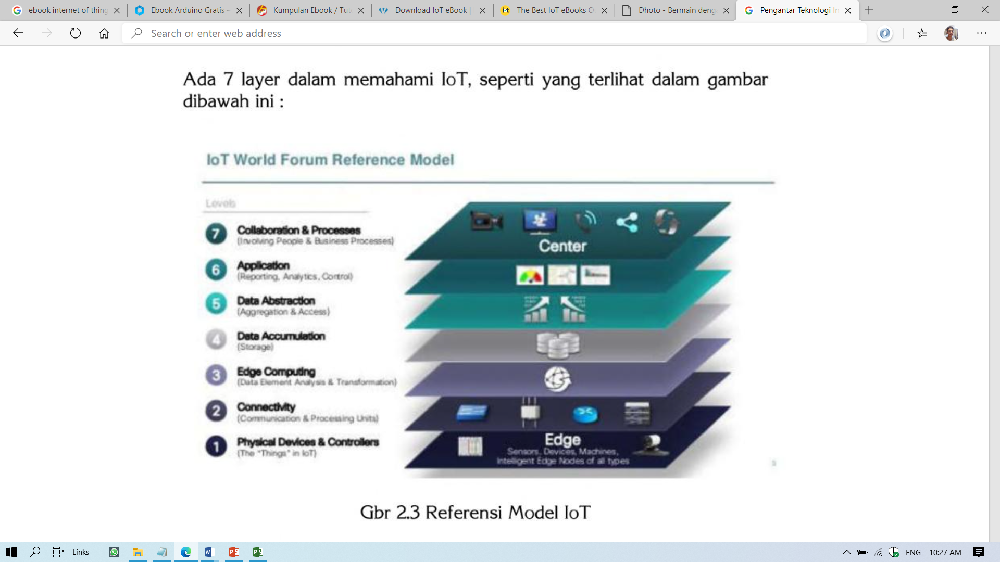 ebook internet of thing
Ebook Arduino Gratis –
Kumpulan Ebook / Tut
Download IoT eBook |
The Best IoT eBooks O
Dhoto - Bermain deng
Pengantar Teknologi In
Search or enter web address
Ada 7 layer dalam memahami IoT, seperti yang terlihat dalam gambar
dibawah ini :
IoT World Forum Reference Model
Levels
7 Collaboration & Processes
(Involving People & Business Processes)
6 Application
(Reporting, Analytics, Control)
5 Data Abstraction
(Aggregation & Access)
4 Data Accumulation
(Storage)
3 Edge Computing
(Data Element Analysis & Transformation)
2 Connectivity
(Communication & Processing Units)
1 Physical Devices & Controllers
(The "Things" in IoT)
Center
Edge
Sensors, Devices, Machines,
Intelligent Edge Nodes of all types
Gbr 2.3 Referensi Model IoT
Links
ENG
10:27 AM